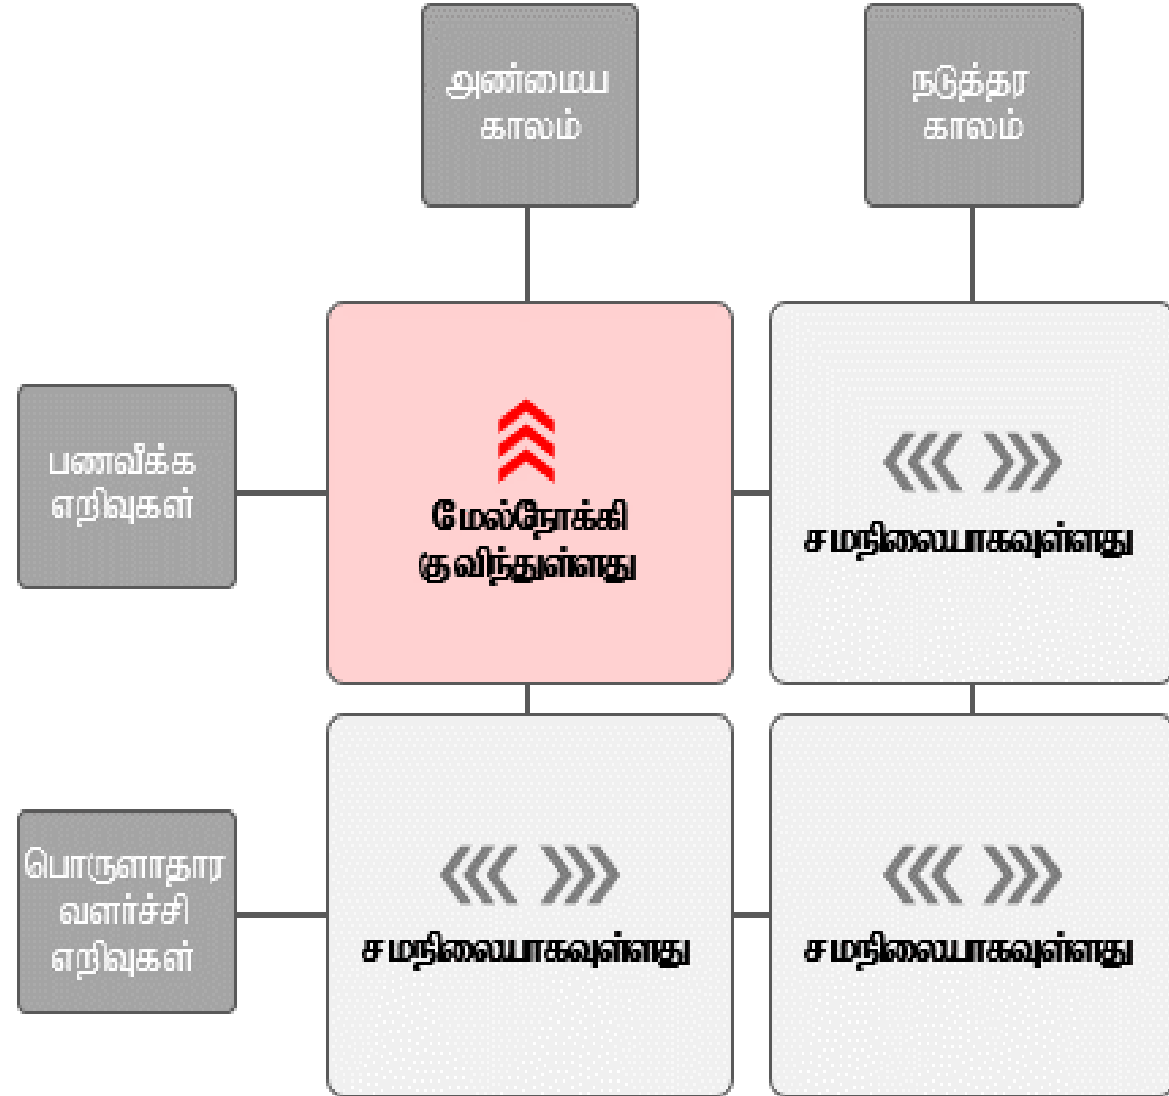 அண்மைய
காலம்
நடுத்தர
காலம்
பணவீக்க
எறிவுகள்
மேல்நோக்கி
குவிந்துள்ளது
சமநிலையாகவுள்ளது
பொருளாதார
வளர்ச்சி
எறிவுகள்
சமநிலையாகவுள்ளது
சமநிலையாகவுள்ளது